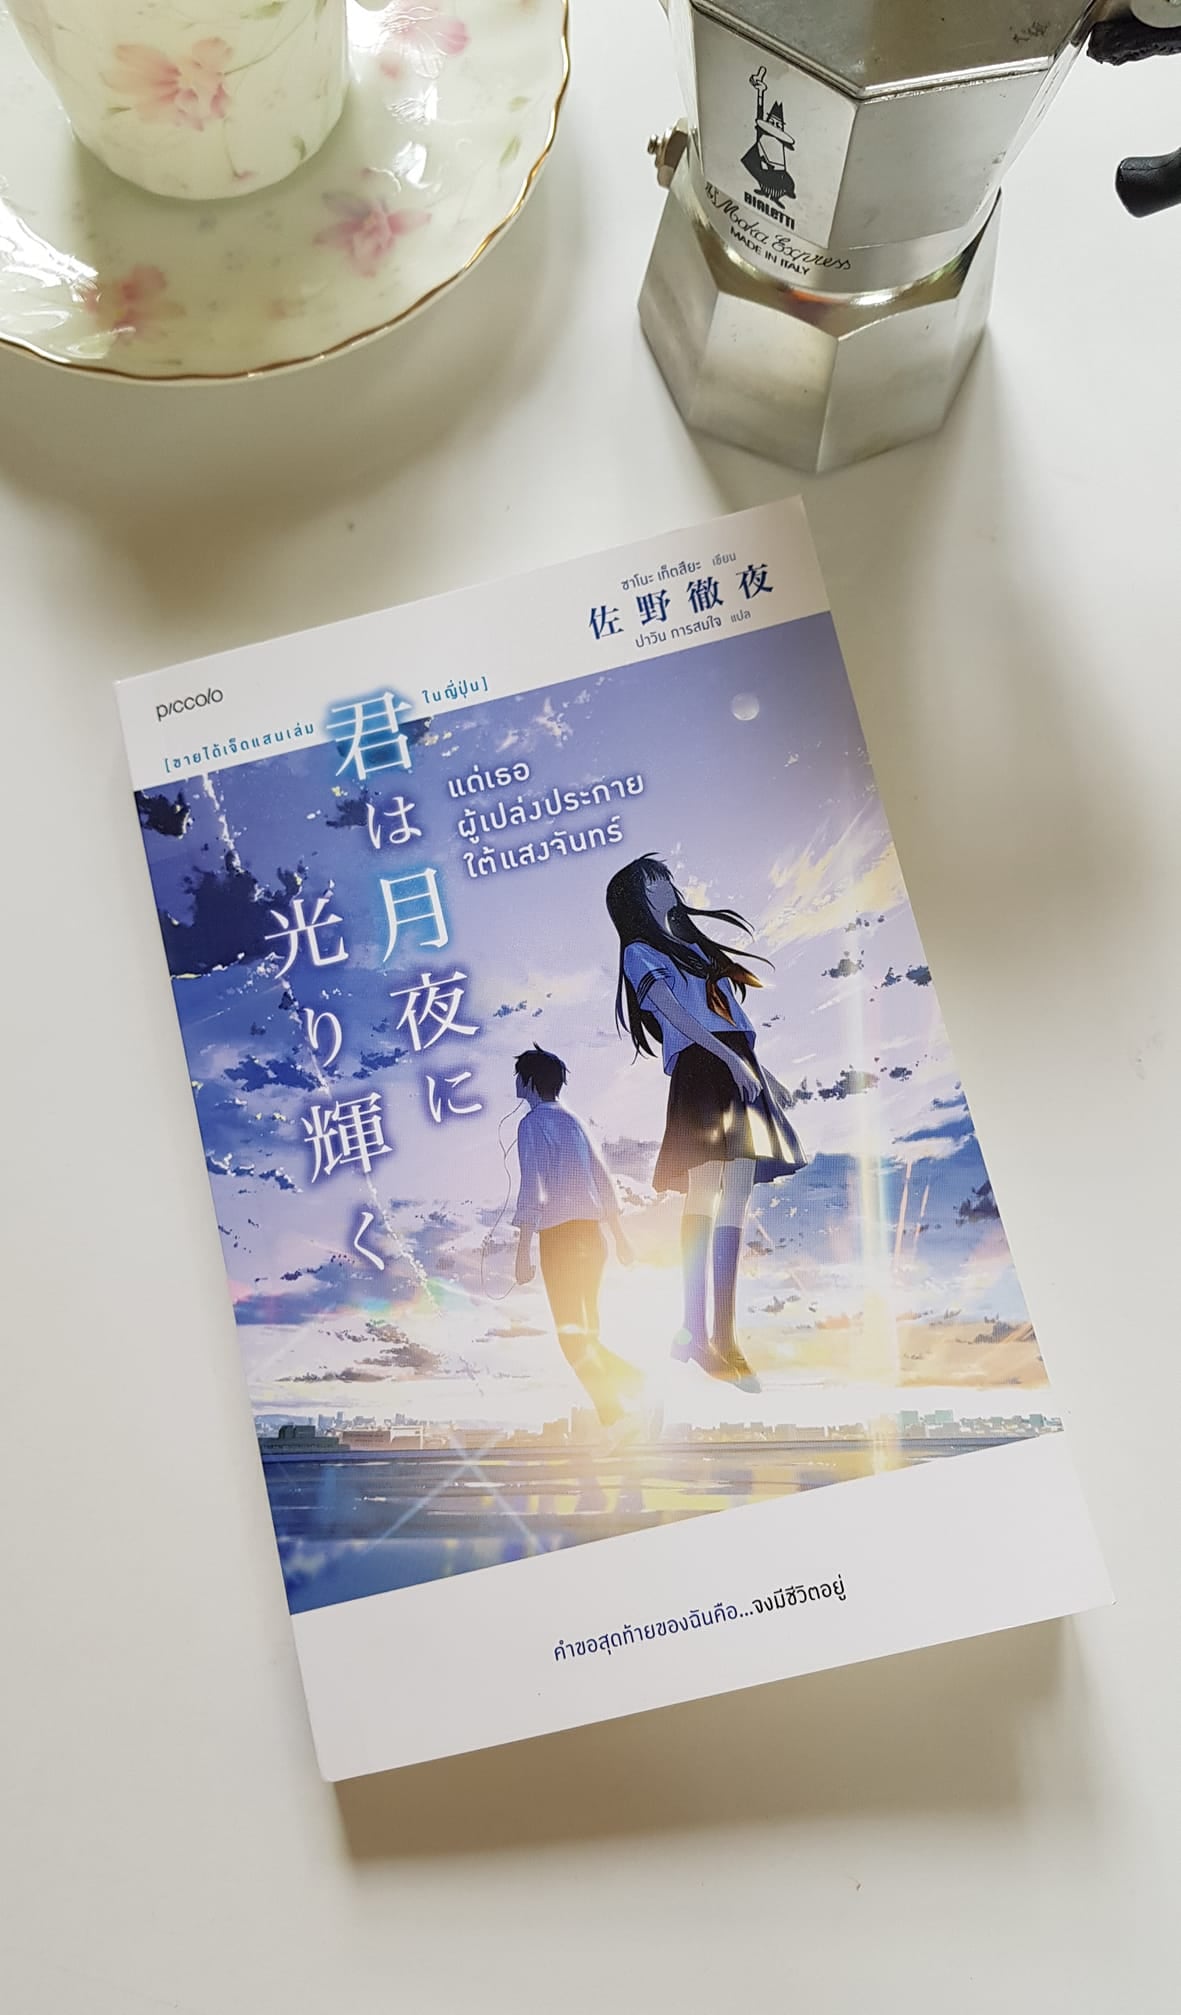 BIALETTI
Moka Express
MADE IN ITALY
ซาโนะ เท็ตสึยะ เขียน
佐野徹夜
ปาวัน การสมใจ แปล
piccolo
[ขายได้เจ็ดแสนเล่ม ในญี่ปุ่น]
君は月夜に
光り輝く
แด่เธอ
ผู้เปล่งประกาย
ใต้แสงจันทร์
คำขอสุดท้ายของฉันคือ...จงมีชีวิตอยู่